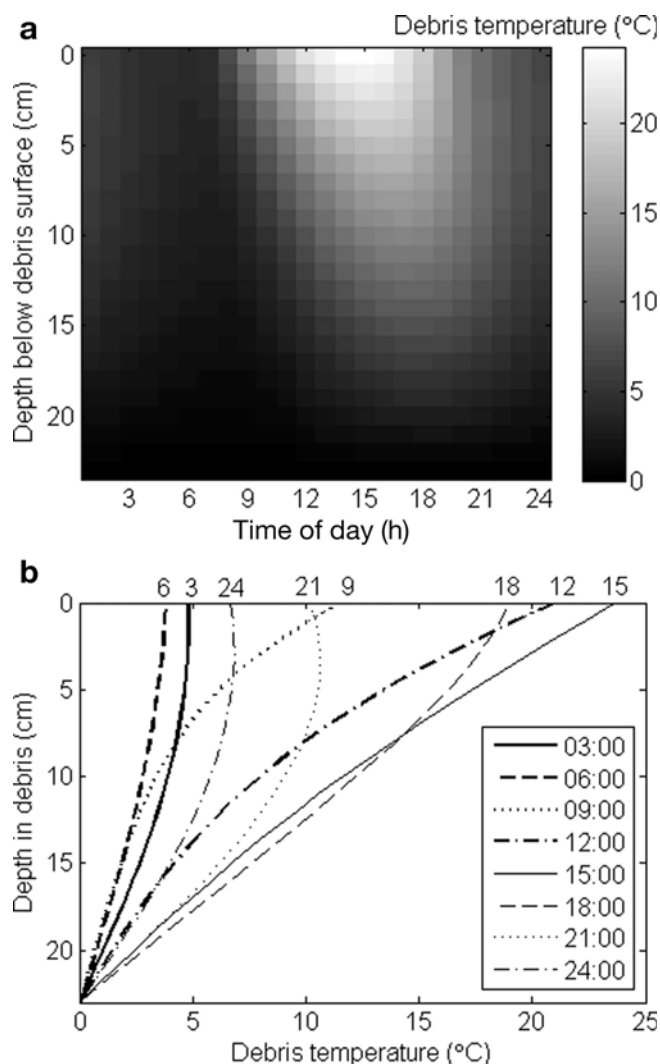 a
Debris temperature (°C)
Depth below debris surface (cm)
0
5
10
15
20
3 6 9 12 15 18 21 24
Time of day (h)
20
15
10
5
0
b
6 3 24 21 9 18 12 15
Depth in debris (cm)
0
5
10
15
20
0 5 10 15 20 25
Debris temperature (°C)
03:00
06:00
09:00
12:00
15:00
18:00
21:00
24:00